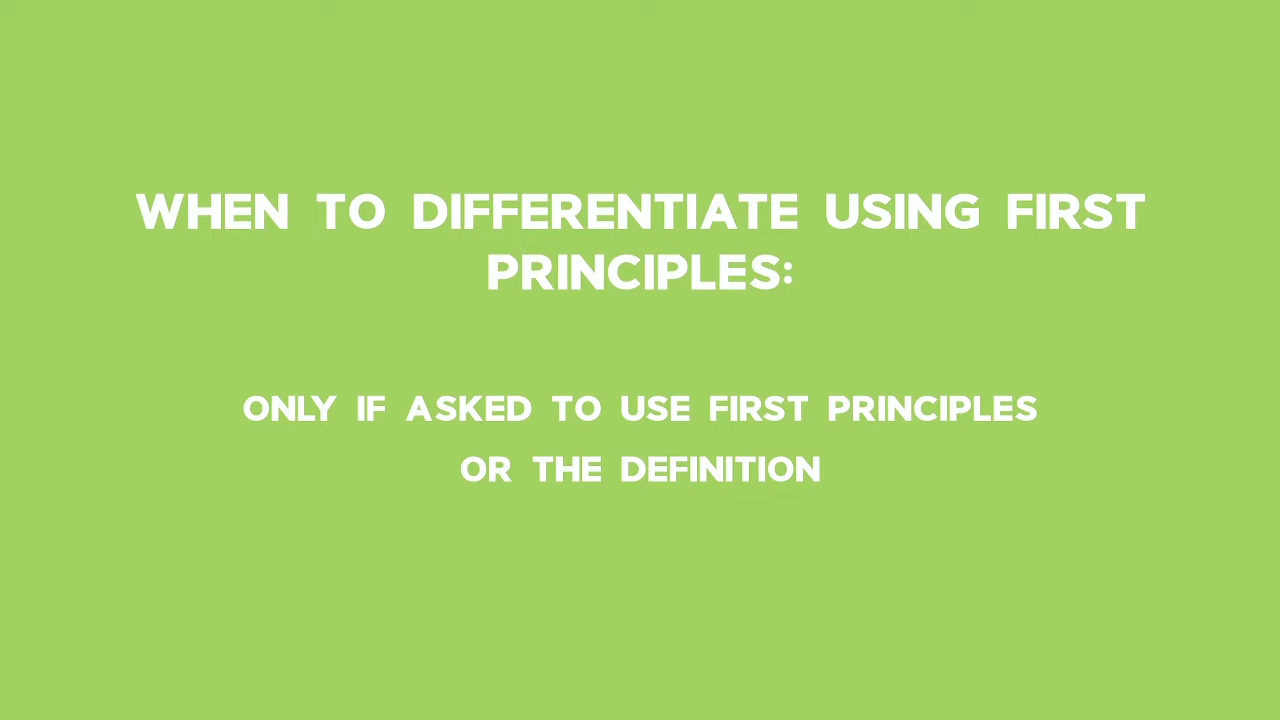 WHEN TO DIFFERENTIATE USING FIRST
PRINCIPLES:
ONLY IF ASKED TO USE FIRST PRINCIPLES
OR THE DEFINITION